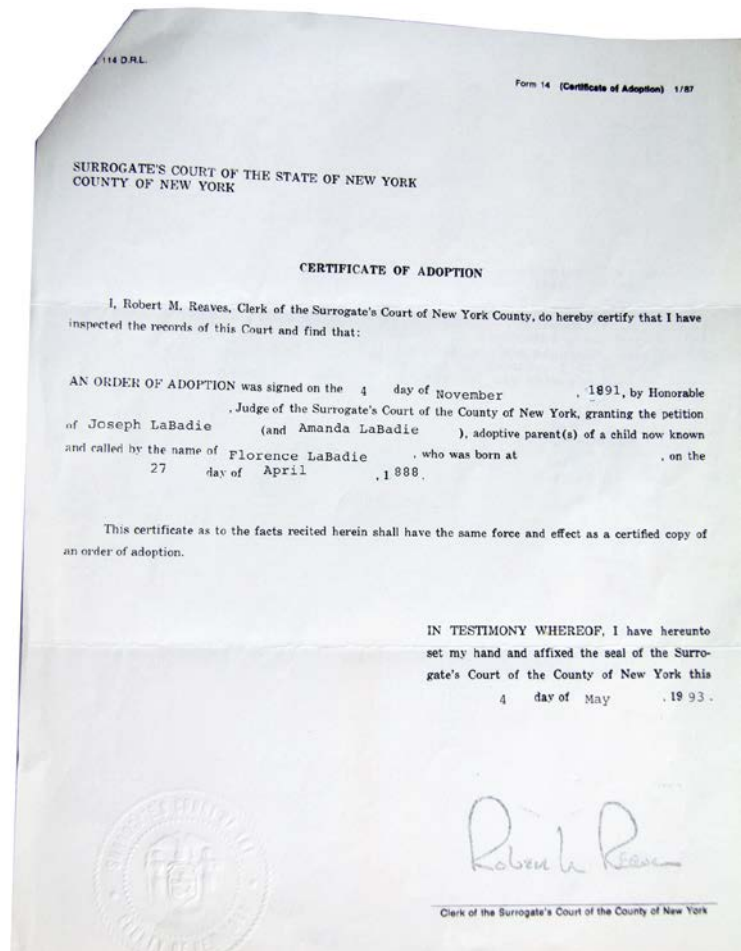 114 D.R.L.
Form 14 (Certificate of Adoption) 1/87
SURROGATE'S COURT OF THE STATE OF NEW YORK
COUNTY OF NEW YORK
CERTIFICATE OF ADOPTION
I, Robert M. Reaves, Clerk of the Surrogate's Court of New York County, do hereby certify that I have
inspected the records of this Court and find that:
AN ORDER OF ADOPTION was signed on the 4 day of November , 1891, by Honorable
, Judge of the Surrogate's Court of the County of New York, granting the petition
of Joseph LaBadie (and Amanda LaBadie ), adoptive parent(s) of a child now known
and called by the name of Florence LaBadie , who was born at , on the
27 day of April , 1888.
This certificate as to the facts recited herein shall have the same force and effect as a certified copy of
an order of adoption.
IN TESTIMONY WHEREOF, I have hereunto
set my hand and affixed the seal of the Surro-
gate's Court of the County of New York this
4 day of May , 1993.
Robert M Reaves
Clerk of the Surrogate's Court of the County of New York